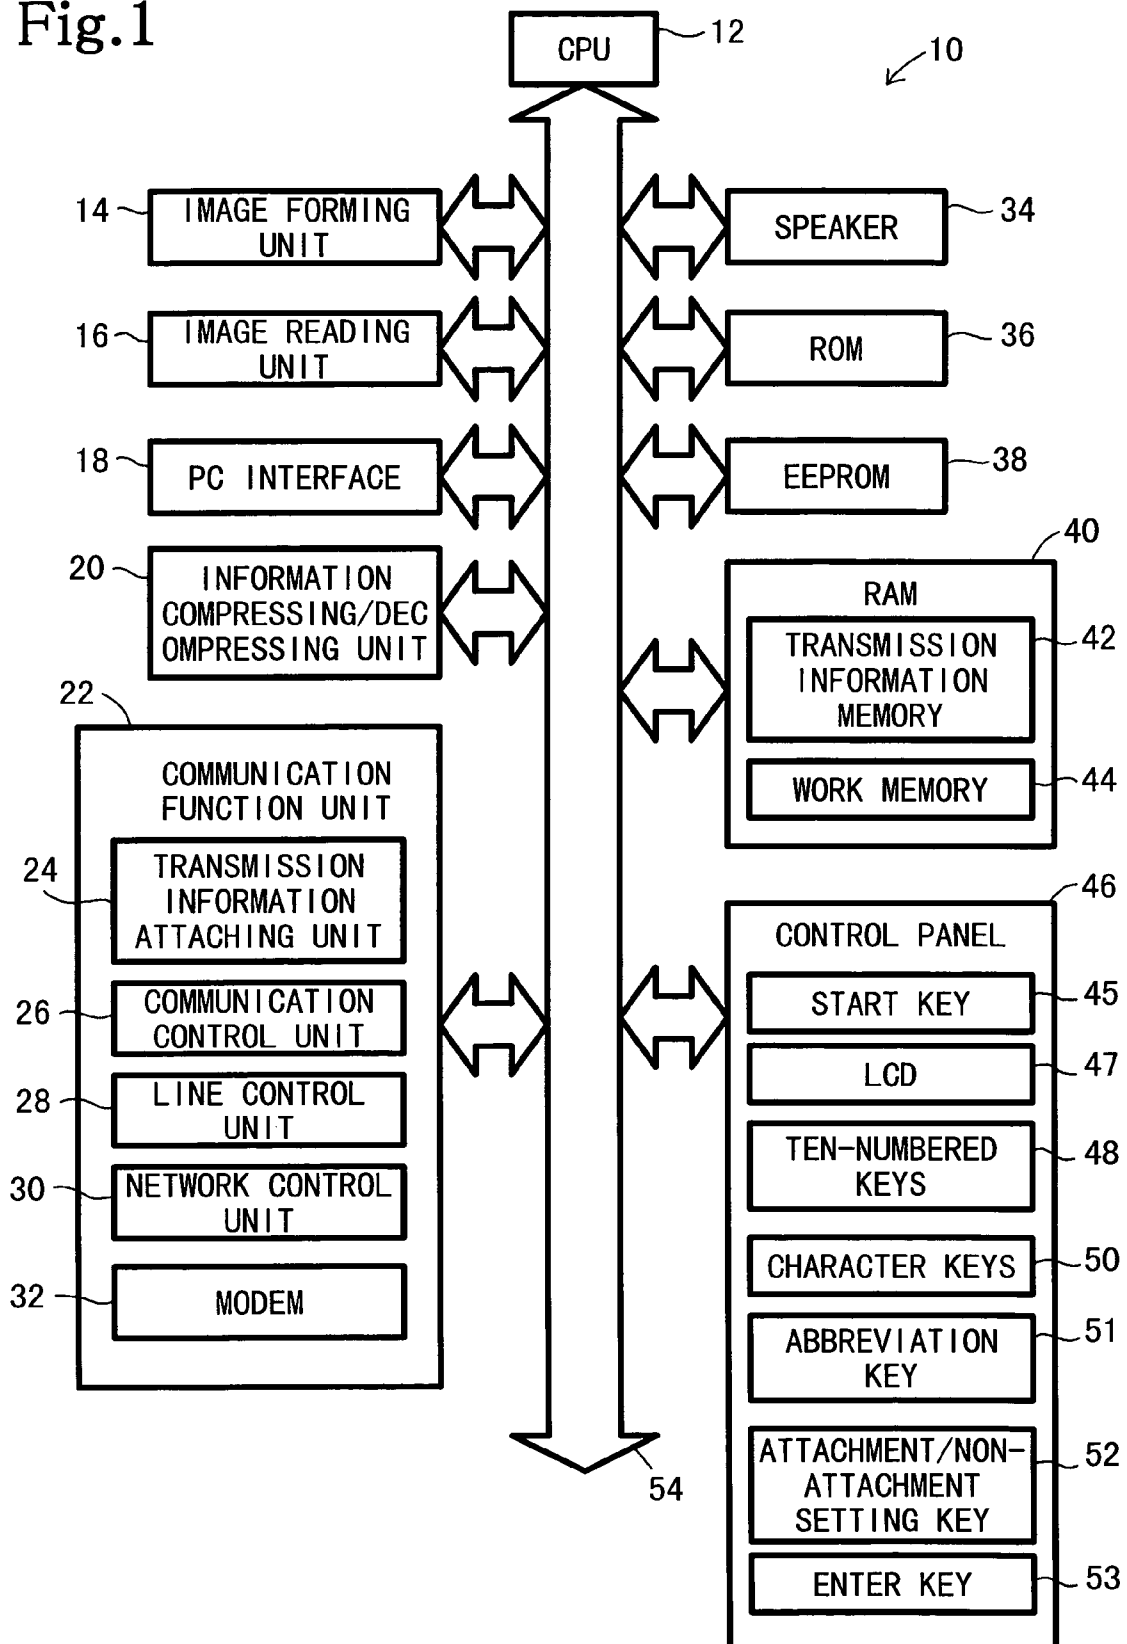 Fig.1
CPU
12
10
14
IMAGE FORMING
UNIT
34
SPEAKER
16
IMAGE READING
UNIT
36
ROM
18
PC INTERFACE
38
EEPROM
20
INFORMATION
COMPRESSING/DEC
OMPRESSING UNIT
40
RAM
42
TRANSMISSION
INFORMATION
MEMORY
44
WORK MEMORY
22
COMMUNICATION
FUNCTION UNIT
24
TRANSMISSION
INFORMATION
ATTACHING UNIT
26
COMMUNICATION
CONTROL UNIT
28
LINE CONTROL
UNIT
30
NETWORK CONTROL
UNIT
32
MODEM
46
CONTROL PANEL
45
START KEY
47
LCD
48
TEN-NUMBERED
KEYS
50
CHARACTER KEYS
51
ABBREVIATION
KEY
52
ATTACHMENT/NON-
ATTACHMENT
SETTING KEY
53
ENTER KEY
54